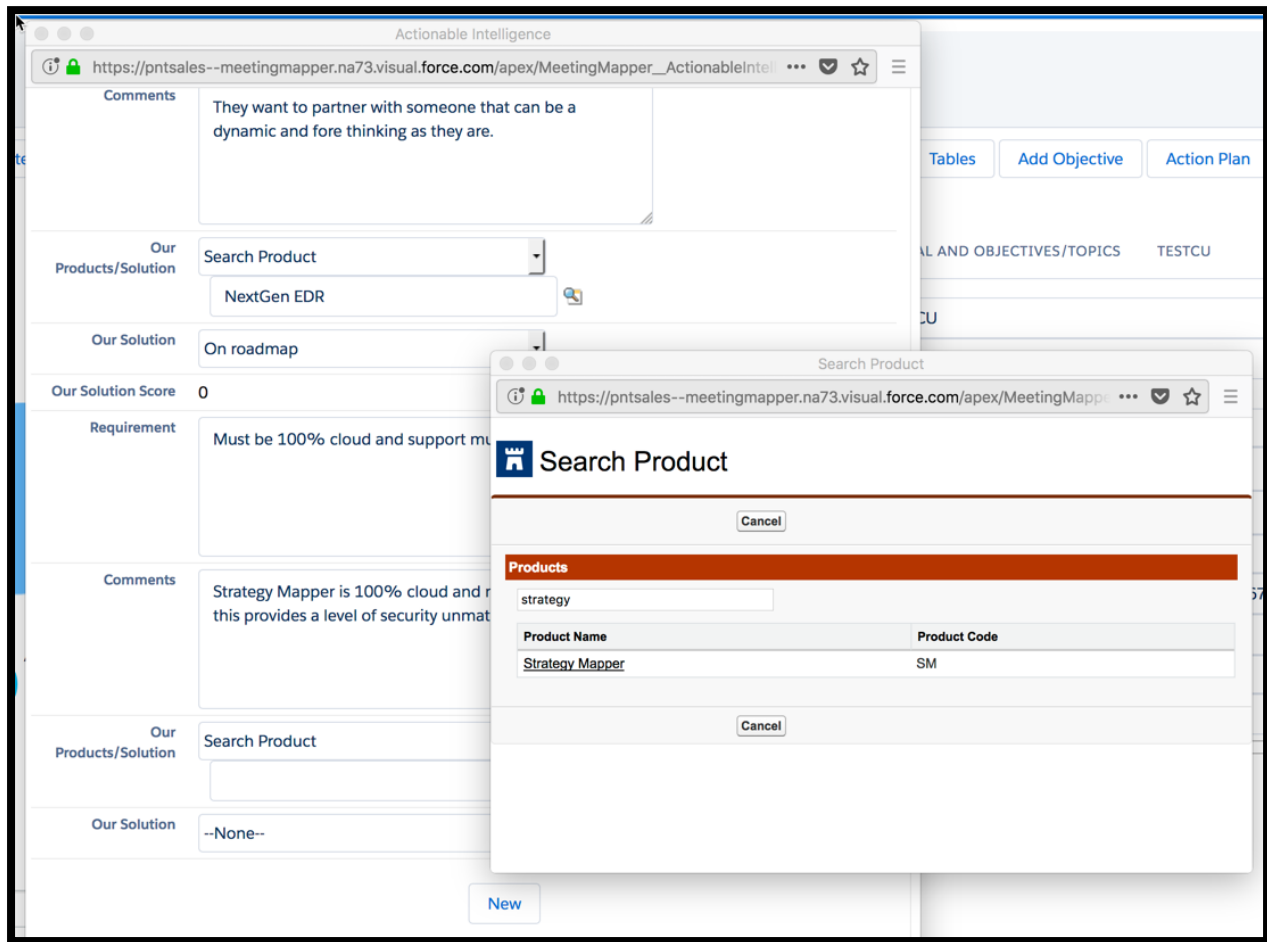 Actionable Intelligence
https://pntsales--meetingmapper.na73.visual.force.com/apex/MeetingMapper__ActionableIntel
Comments
They want to partner with someone that can be a
dynamic and fore thinking as they are.
Tables
Add Objective
Action Plan
Our
Products/Solution
Search Product
NextGen EDR
AND OBJECTIVES/TOPICS
TESTCU
CU
Our Solution
On roadmap
Our Solution Score
0
Requirement
Must be 100% cloud and support
Comments
Strategy Mapper is 100% cloud and
this provides a level of security
Our
Products/Solution
Search Product
Our Solution
--None--
New
Search Product
https://pntsales--meetingmapper.na73.visual.force.com/apex/MeetingMappe
Search Product
Cancel
Products
strategy
Product Name
Product Code
Strategy Mapper
SM
Cancel